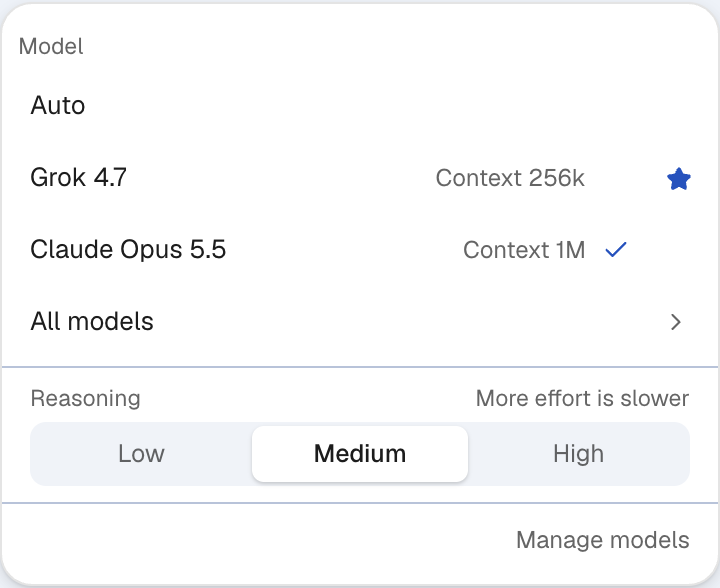 Model
Auto
Grok 4.7 Context 256k
Claude Opus 5.5 Context 1M
All models
Reasoning More effort is slower
Low Medium High
Manage models